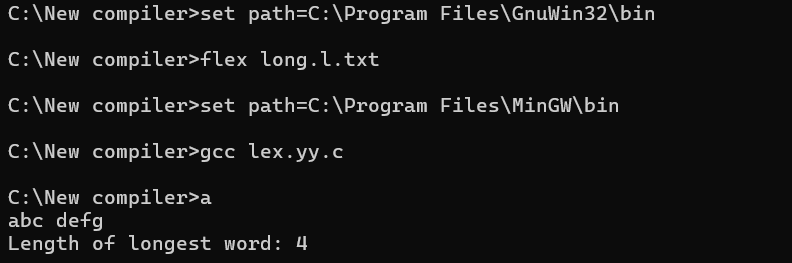 C:\New compiler>set path=C:\Program Files\GnuWin32\bin
C:\New compiler>flex long.l.txt
C:\New compiler>set path=C:\Program Files\MinGW\bin
C:\New compiler>gcc lex.yy.c
C:\New compiler>a
abc defg
Length of longest word: 4